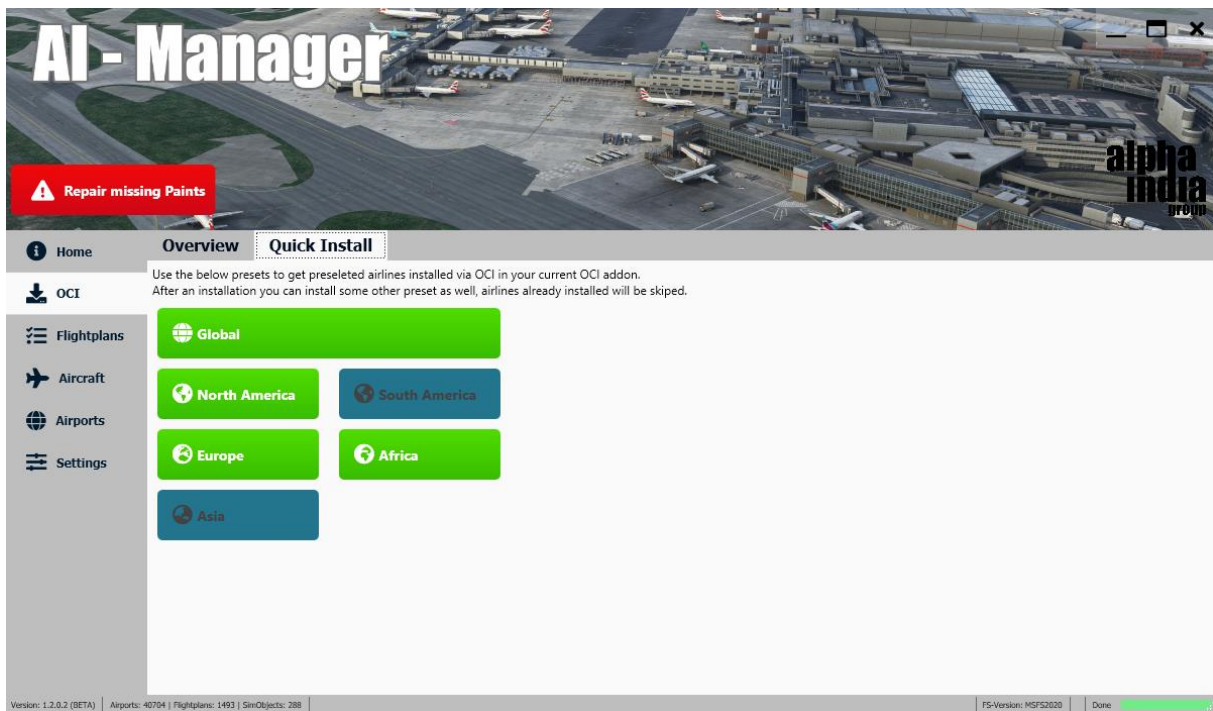 AI - Manager
alpha
india
group
Repair missing Paints
Home
OCI
Flightplans
Aircraft
Airports
Settings
Overview
Quick Install
Use the below presets to get preseleted airlines installed via OCI in your current OCI addon.
After an installation you can install some other preset as well, airlines already installed will be skiped.
Global
North America
South America
Europe
Africa
Asia
Version: 1.2.0.2 (BETA)
Airports: 40704 | Flightplans: 1493 | SimObjects: 288
FS-Version: MSFS2020
Done